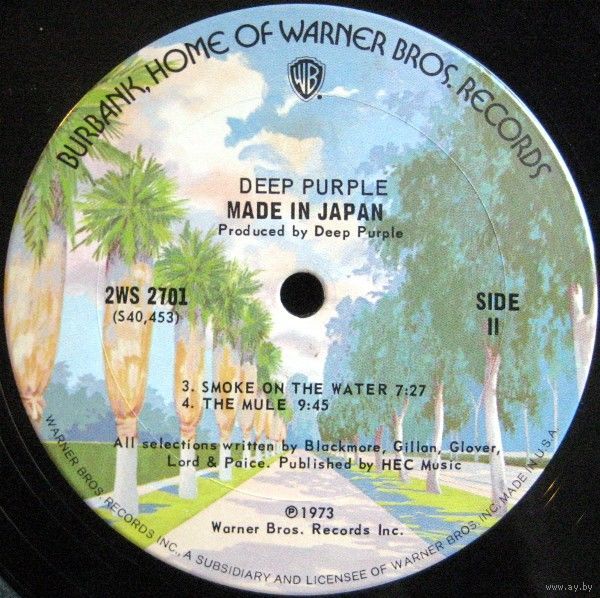 BURBANK, HOME OF WARNER BROS. RECORDS
WB
DEEP PURPLE
MADE IN JAPAN
Produced by Deep Purple
2WS 2701
(S40,453)
SIDE
II
3. SMOKE ON THE WATER 7:27
4. THE MULE 9:45
All selections written by Blackmore, Gillan, Glover,
Lord & Paice. Published by HEC Music
℗1973
Warner Bros. Records Inc.
WARNER BROS. RECORDS INC., A SUBSIDIARY AND LICENSEE OF WARNER BROS. INC. MADE IN U.S.A.
www.ay.by